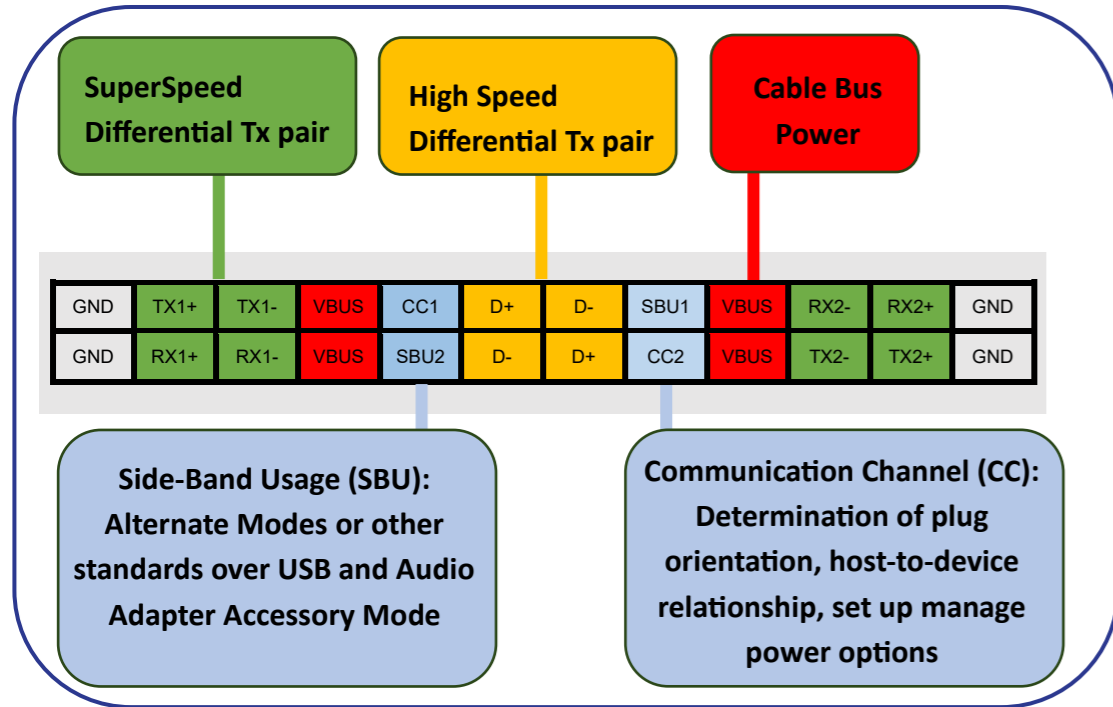 SuperSpeed
Differential Tx pair
High Speed
Differential Tx pair
Cable Bus
Power
GND TX1+ TX1- VBUS CC1 D+ D- SBU1 VBUS RX2- RX2+ GND
GND RX1+ RX1- VBUS SBU2 D- D+ CC2 VBUS TX2- TX2+ GND
Side-Band Usage (SBU):
Alternate Modes or other
standards over USB and Audio
Adapter Accessory Mode
Communication Channel (CC):
Determination of plug
orientation, host-to-device
relationship, set up manage
power options